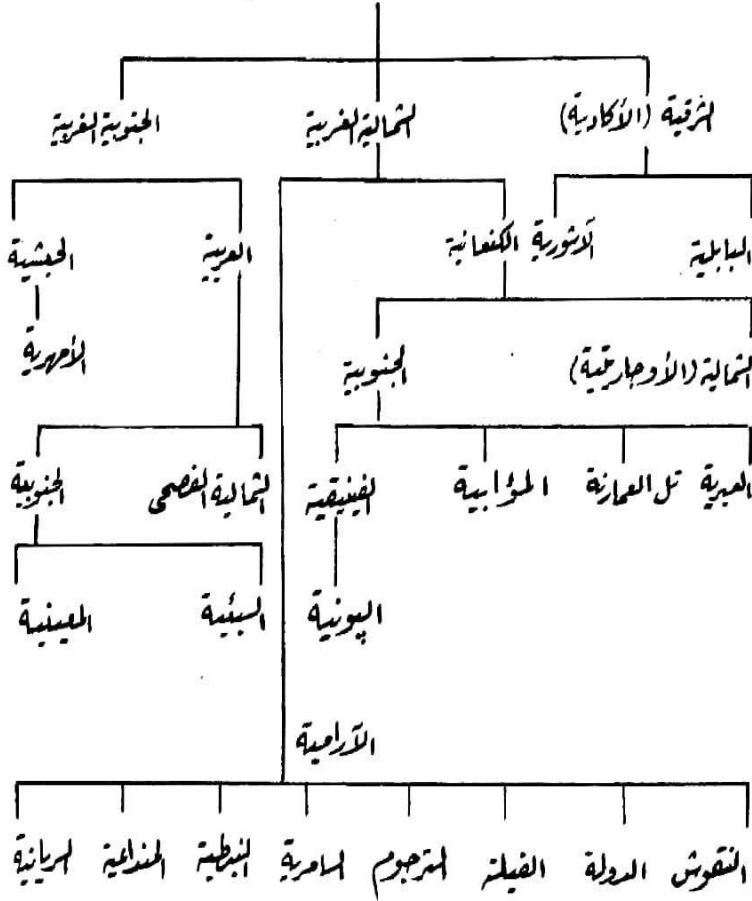 الشرقية (الأكادية) الشمالية الغربية الجنوبية الغربية
البابلية الآشورية الكنعانية العربية الحبشية
الشمالية (الأوجاريتية) الجنوبية الأمهرية
العبرية تل العمارنة المؤابية الفينيقية الشمالية الفصحى الجنوبية
البونية السبئية المعينية
الآرامية
النقوش الدولة الفيلة الترجوم السامرية النبطية المنداعية السريانية